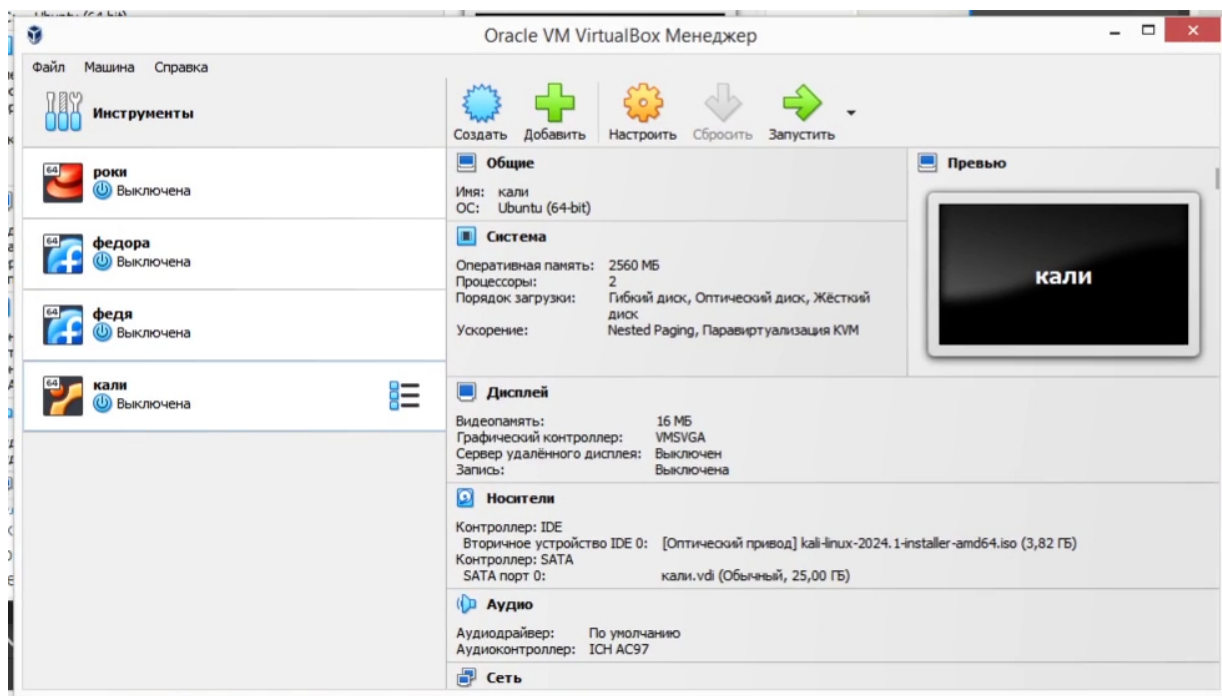 Oracle VM VirtualBox Менеджер
Файл Машина Справка
Инструменты
Создать Добавить Настроить Сбросить Запустить
64 роки
Выключена
64 федора
Выключена
64 федя
Выключена
64 кали
Выключена
Общие
Имя: кали
ОС: Ubuntu (64-bit)
Превью
кали
Система
Оперативная память: 2560 МБ
Процессоры: 2
Порядок загрузки: Гибкий диск, Оптический диск, Жёсткий
диск
Ускорение: Nested Paging, Паравиртуализация KVM
Дисплей
Видеопамять: 16 МБ
Графический контроллер: VMSVGA
Сервер удалённого дисплея: Выключен
Запись: Выключена
Носители
Контроллер: IDE
Вторичное устройство IDE 0: [Оптический привод] kali-linux-2024.1-installer-amd64.iso (3,82 ГБ)
Контроллер: SATA
SATA порт 0: кали.vdi (Обычный, 25,00 ГБ)
Аудио
Аудиодрайвер: По умолчанию
Аудиоконтроллер: ICH AC97
Сеть